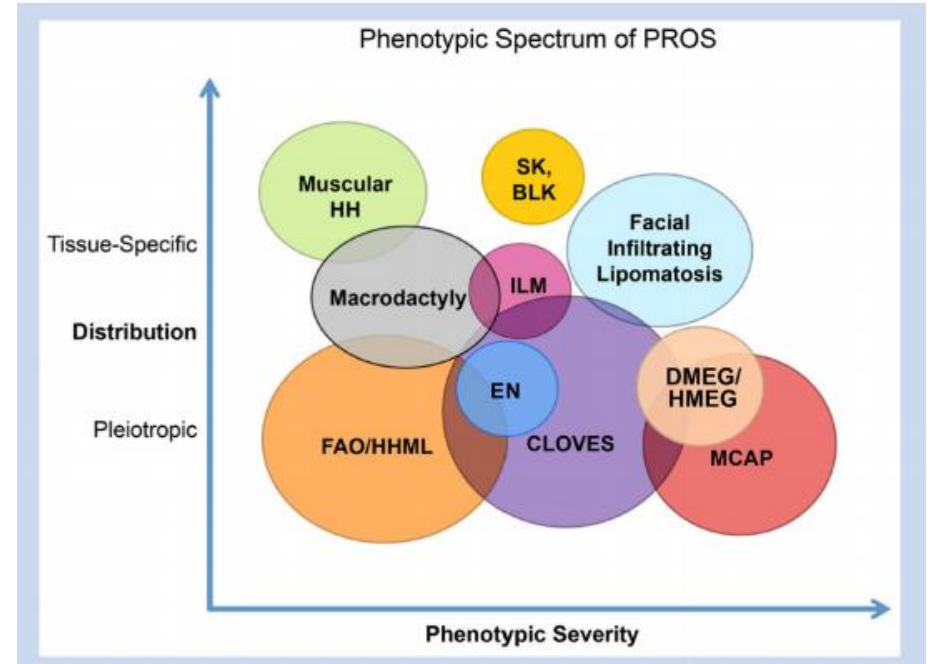 Phenotypic Spectrum of PROS
Muscular
HH
SK,
BLK
Facial
Infiltrating
Lipomatosis
Tissue-Specific
Macrodactyly
ILM
Distribution
EN
DMEG/
HMEG
Pleiotropic
FAO/HHML
CLOVES
MCAP
Phenotypic Severity